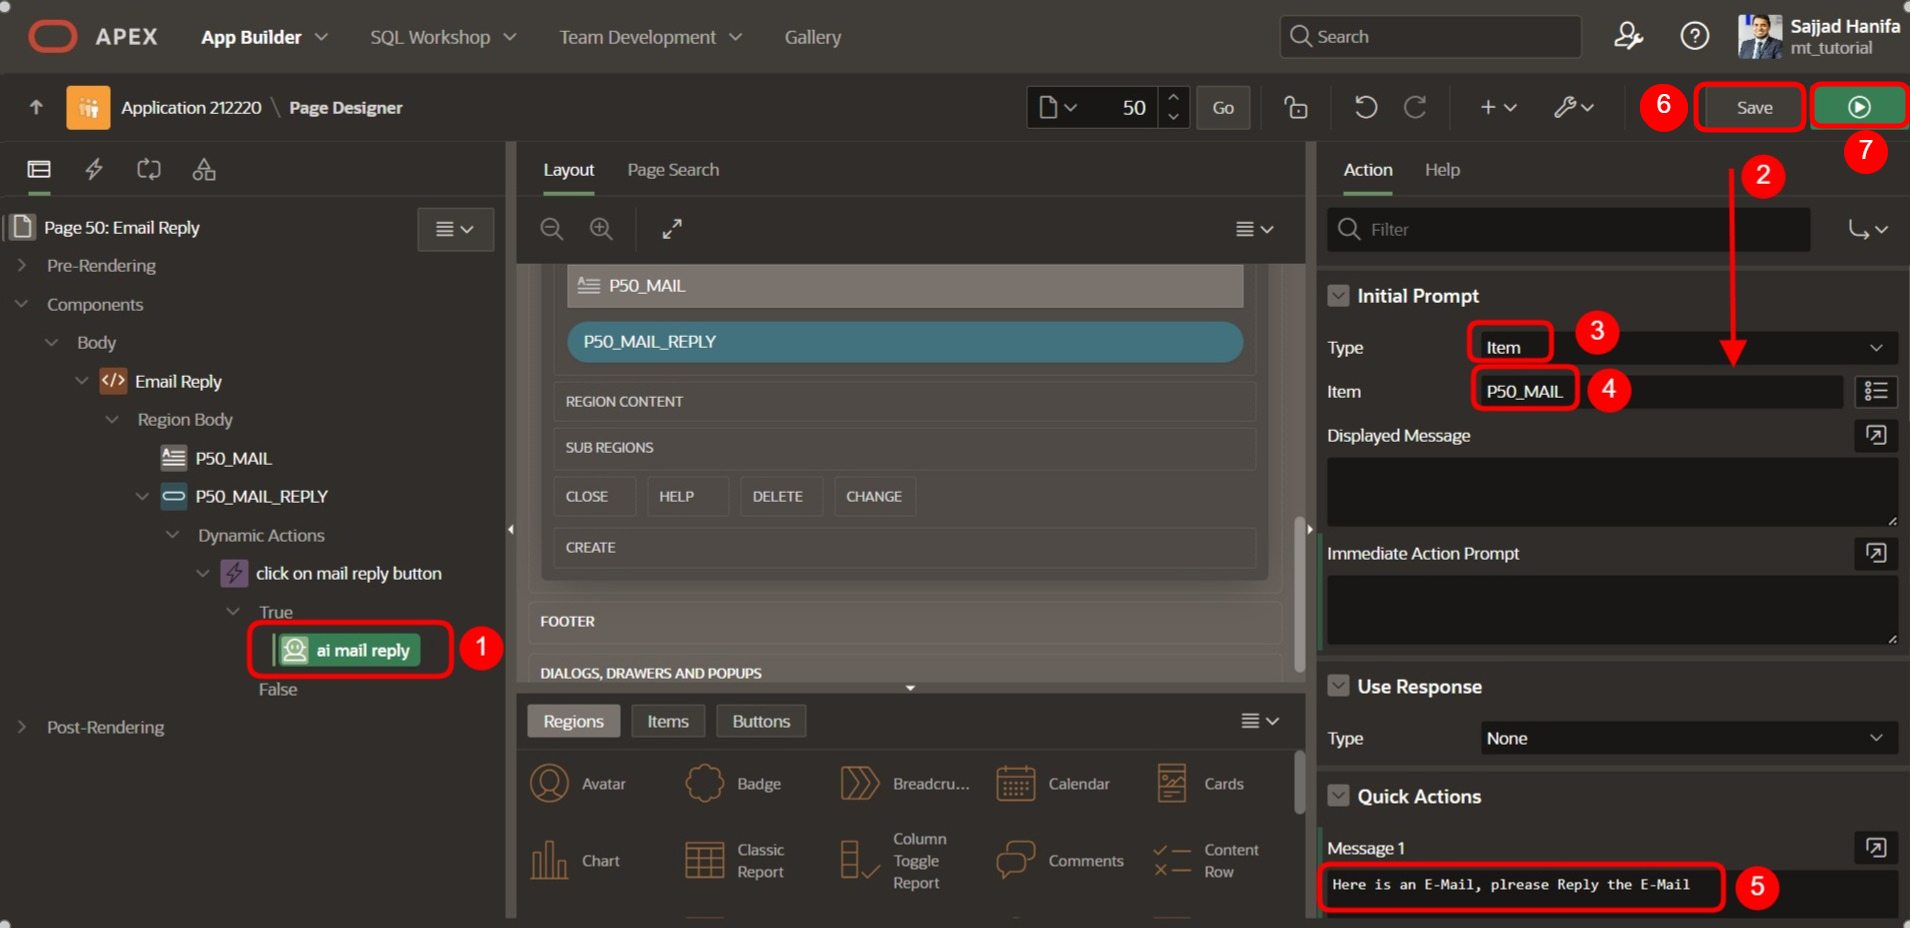 APEX
App Builder
SQL Workshop
Team Development
Gallery
Search
Sajjad Hanifa
mt_tutorial
Application 212220 \ Page Designer
50
Go
6
Save
7
Layout
Page Search
Action
Help
2
Page 50: Email Reply
Filter
Pre-Rendering
Components
Body
Email Reply
Region Body
P50_MAIL
P50_MAIL_REPLY
Dynamic Actions
click on mail reply button
True
ai mail reply
1
False
Post-Rendering
P50_MAIL
P50_MAIL_REPLY
REGION CONTENT
SUB REGIONS
CLOSE
HELP
DELETE
CHANGE
CREATE
FOOTER
DIALOGS, DRAWERS AND POPUPS
Regions
Items
Buttons
Avatar
Badge
Breadcru...
Calendar
Cards
Chart
Classic
Report
Column
Toggle
Report
Comments
Content
Row
Initial Prompt
Type
Item
3
Item
P50_MAIL
4
Displayed Message
Immediate Action Prompt
Use Response
Type
None
Quick Actions
Message 1
Here is an E-Mail, plrease Reply the E-Mail
5